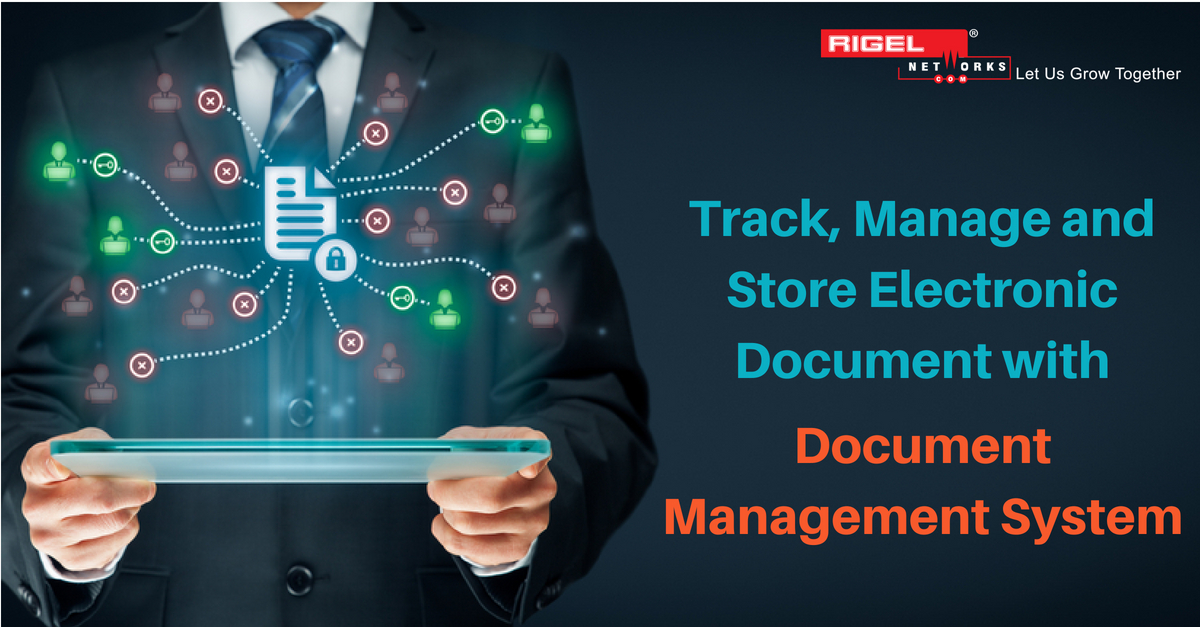 RIGEL®
NETWORKS
COM
Let Us Grow Together
Track, Manage and
Store Electronic
Document with
Document
Management System